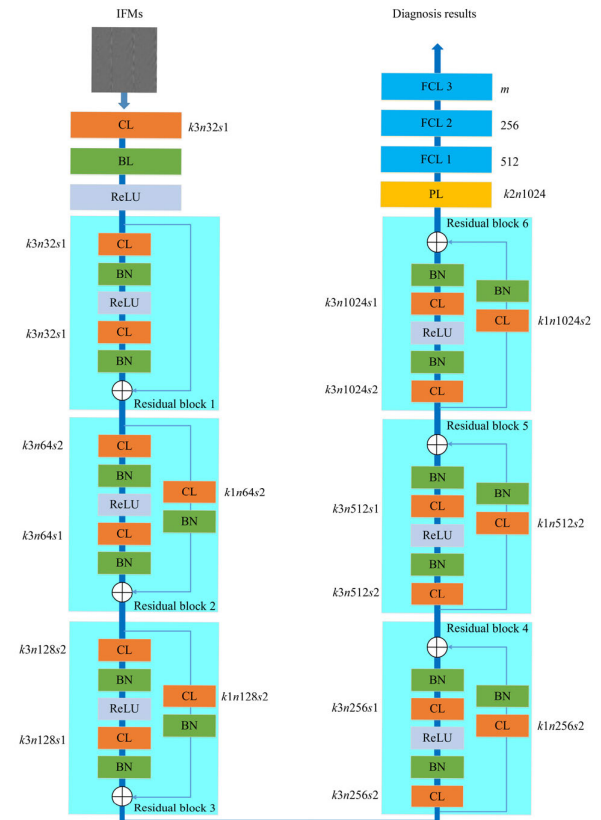 IFMs
CL
k3n32s1
BL
ReLU
k3n32s1
CL
BN
ReLU
k3n32s1
CL
BN
Residual block 1
k3n64s2
CL
BN
CL
k1n64s2
ReLU
BN
k3n64s1
CL
BN
Residual block 2
k3n128s2
CL
BN
CL
k1n128s2
ReLU
BN
k3n128s1
CL
BN
Residual block 3
Diagnosis results
FCL 3
m
FCL 2
256
FCL 1
512
PL
k2n1024
Residual block 6
BN
BN
k3n1024s1
CL
CL
k1n1024s2
ReLU
BN
k3n1024s2
CL
Residual block 5
BN
BN
k3n512s1
CL
CL
k1n512s2
ReLU
BN
k3n512s2
CL
Residual block 4
BN
BN
k3n256s1
CL
CL
k1n256s2
ReLU
BN
k3n256s2
CL